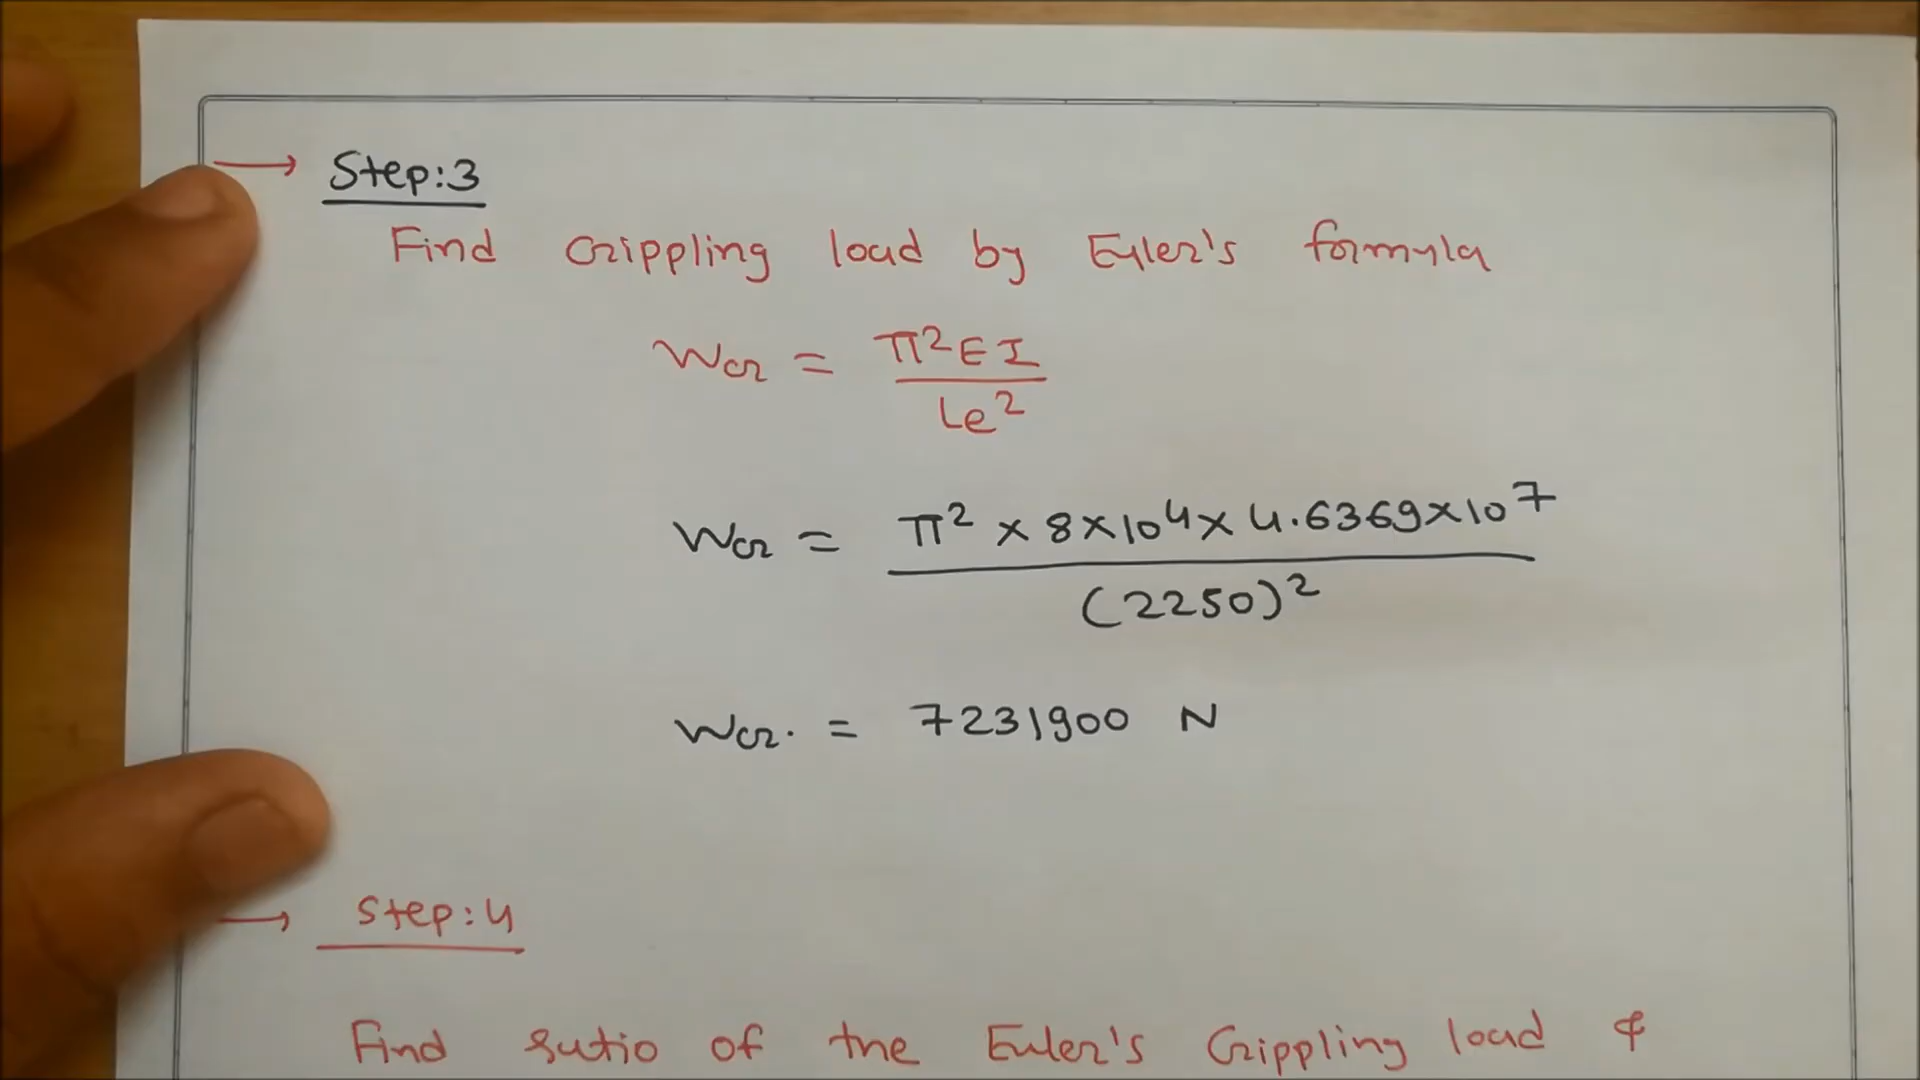 → Step:3
Find crippling load by Euler's formula
Wcr = π²EI / Le²
Wcr = π² × 8×10⁴ × 4.6369×10⁷ / (2250)²
Wcr. = 7231900 N
→ Step:4
Find ratio of the Euler's Crippling load &